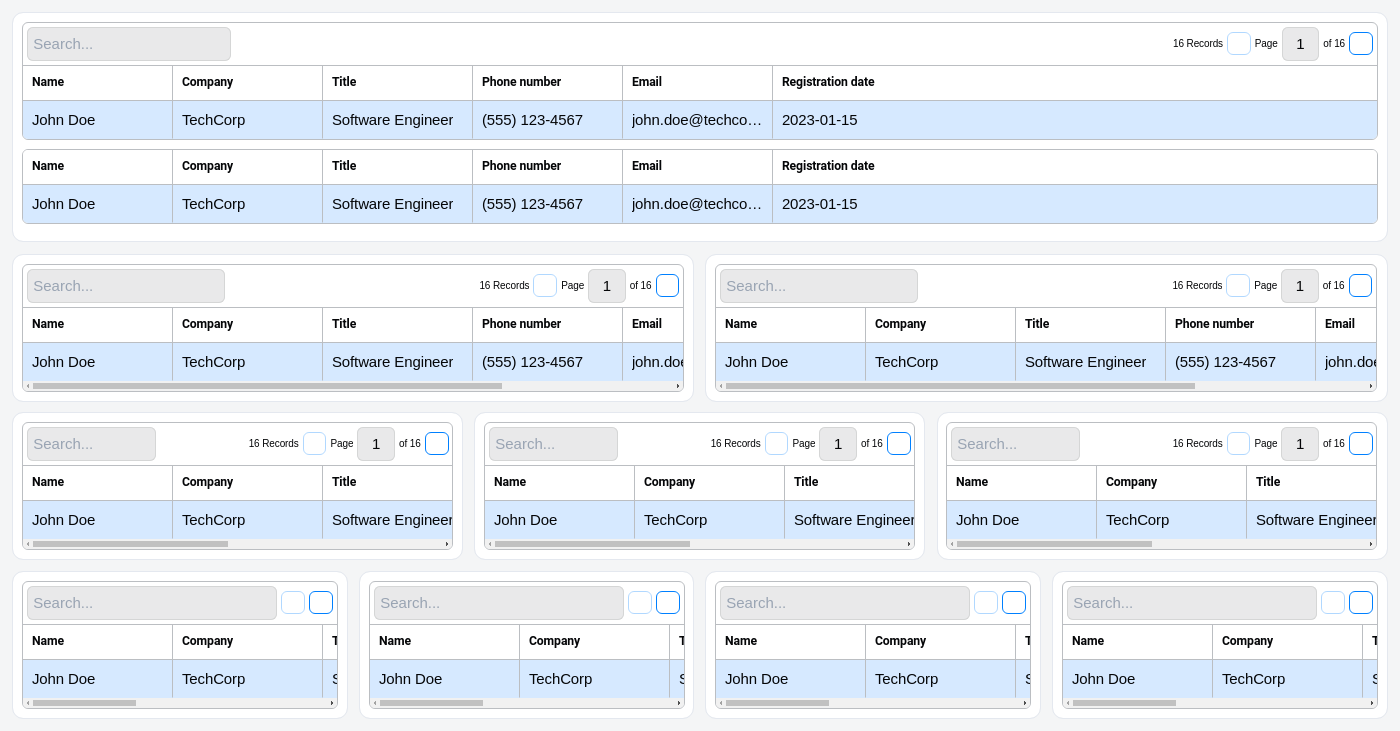 Search... 16 Records Page 1 of 16
Name Company Title Phone number Email Registration date
John Doe TechCorp Software Engineer (555) 123-4567 john.doe@techco... 2023-01-15
Name Company Title Phone number Email Registration date
John Doe TechCorp Software Engineer (555) 123-4567 john.doe@techco... 2023-01-15
Search... 16 Records Page 1 of 16
Name Company Title Phone number Email
John Doe TechCorp Software Engineer (555) 123-4567 john.doe
Search... 16 Records Page 1 of 16
Name Company Title Phone number Email
John Doe TechCorp Software Engineer (555) 123-4567 john.doe
Search... 16 Records Page 1 of 16
Name Company Title
John Doe TechCorp Software Engineer
Search... 16 Records Page 1 of 16
Name Company Title
John Doe TechCorp Software Engineer
Search... 16 Records Page 1 of 16
Name Company Title
John Doe TechCorp Software Engineer
Search...
Name Company T
John Doe TechCorp S
Search...
Name Company T
John Doe TechCorp S
Search...
Name Company T
John Doe TechCorp S
Search...
Name Company T
John Doe TechCorp S